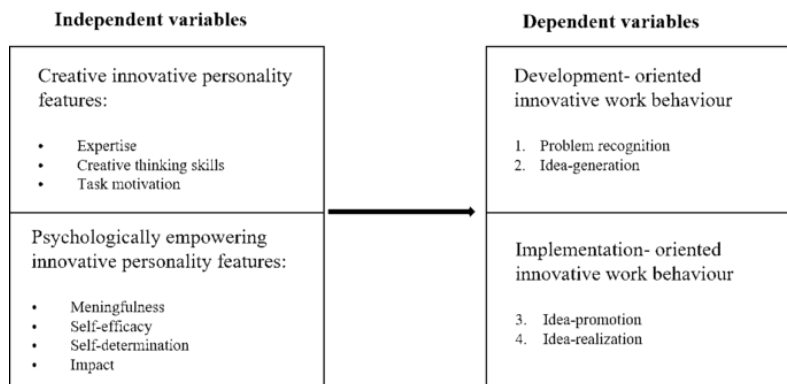 Independent variables
Creative innovative personality
features:
• Expertise
• Creative thinking skills
• Task motivation
Psychologically empowering
innovative personality features:
• Meningfulness
• Self-efficacy
• Self-determination
• Impact
Dependent variables
Development- oriented
innovative work behaviour
1. Problem recognition
2. Idea-generation
Implementation- oriented
innovative work behaviour
3. Idea-promotion
4. Idea-realization